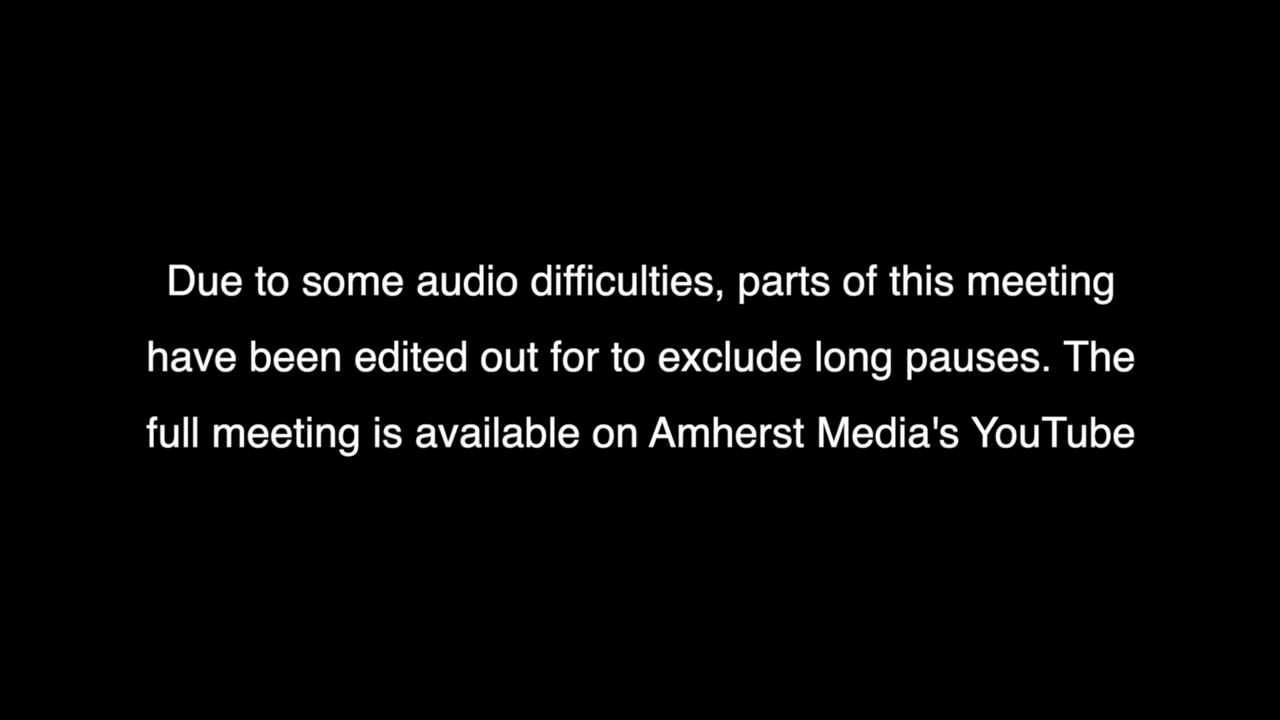 Due to some audio difficulties, parts of this meeting
have been edited out for to exclude long pauses. The
full meeting is available on Amherst Media's YouTube